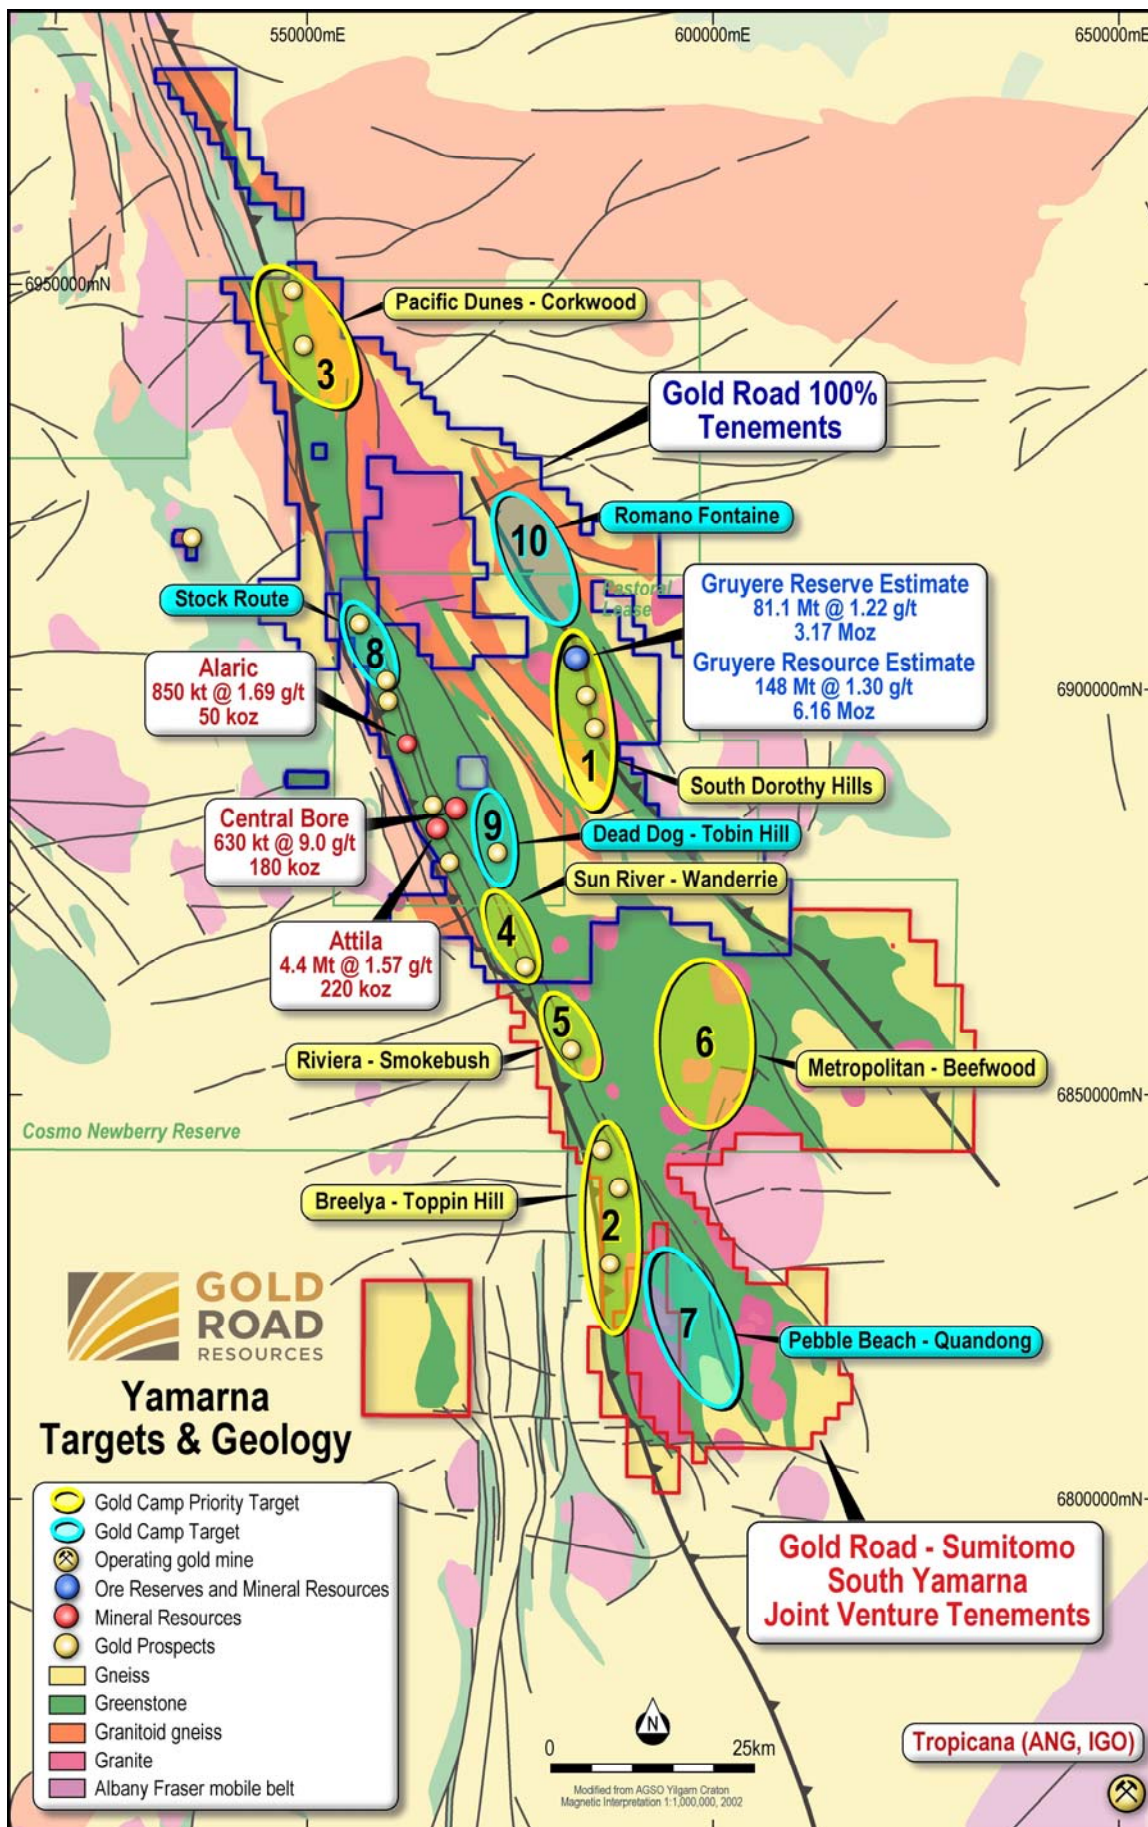 550000mE
600000mE
650000mE
6950000mN
Pacific Dunes - Corkwood
3
Gold Road 100%
Tenements
10
Romano Fontaine
Pastoral
Lease
Gruyere Reserve Estimate
81.1 Mt @ 1.22 g/t
3.17 Moz
Gruyere Resource Estimate
148 Mt @ 1.30 g/t
6.16 Moz
Stock Route
8
Alaric
850 kt @ 1.69 g/t
50 koz
6900000mN
1
South Dorothy Hills
Central Bore
630 kt @ 9.0 g/t
180 koz
9
Dead Dog - Tobin Hill
Sun River - Wanderrie
4
Attila
4.4 Mt @ 1.57 g/t
220 koz
5
6
Riviera - Smokebush
Metropolitan - Beefwood
6850000mN
Cosmo Newberry Reserve
Breelya - Toppin Hill
2
7
Pebble Beach - Quandong
GOLD
ROAD
RESOURCES
Yamarna
Targets & Geology
Gold Camp Priority Target
Gold Camp Target
Operating gold mine
Ore Reserves and Mineral Resources
Mineral Resources
Gold Prospects
Gneiss
Greenstone
Granitoid gneiss
Granite
Albany Fraser mobile belt
6800000mN
Gold Road - Sumitomo
South Yamarna
Joint Venture Tenements
N
0 25km
Modified from AGSO Yilgarn Craton
Magnetic Interpretation 1:1,000,000, 2002
Tropicana (ANG, IGO)